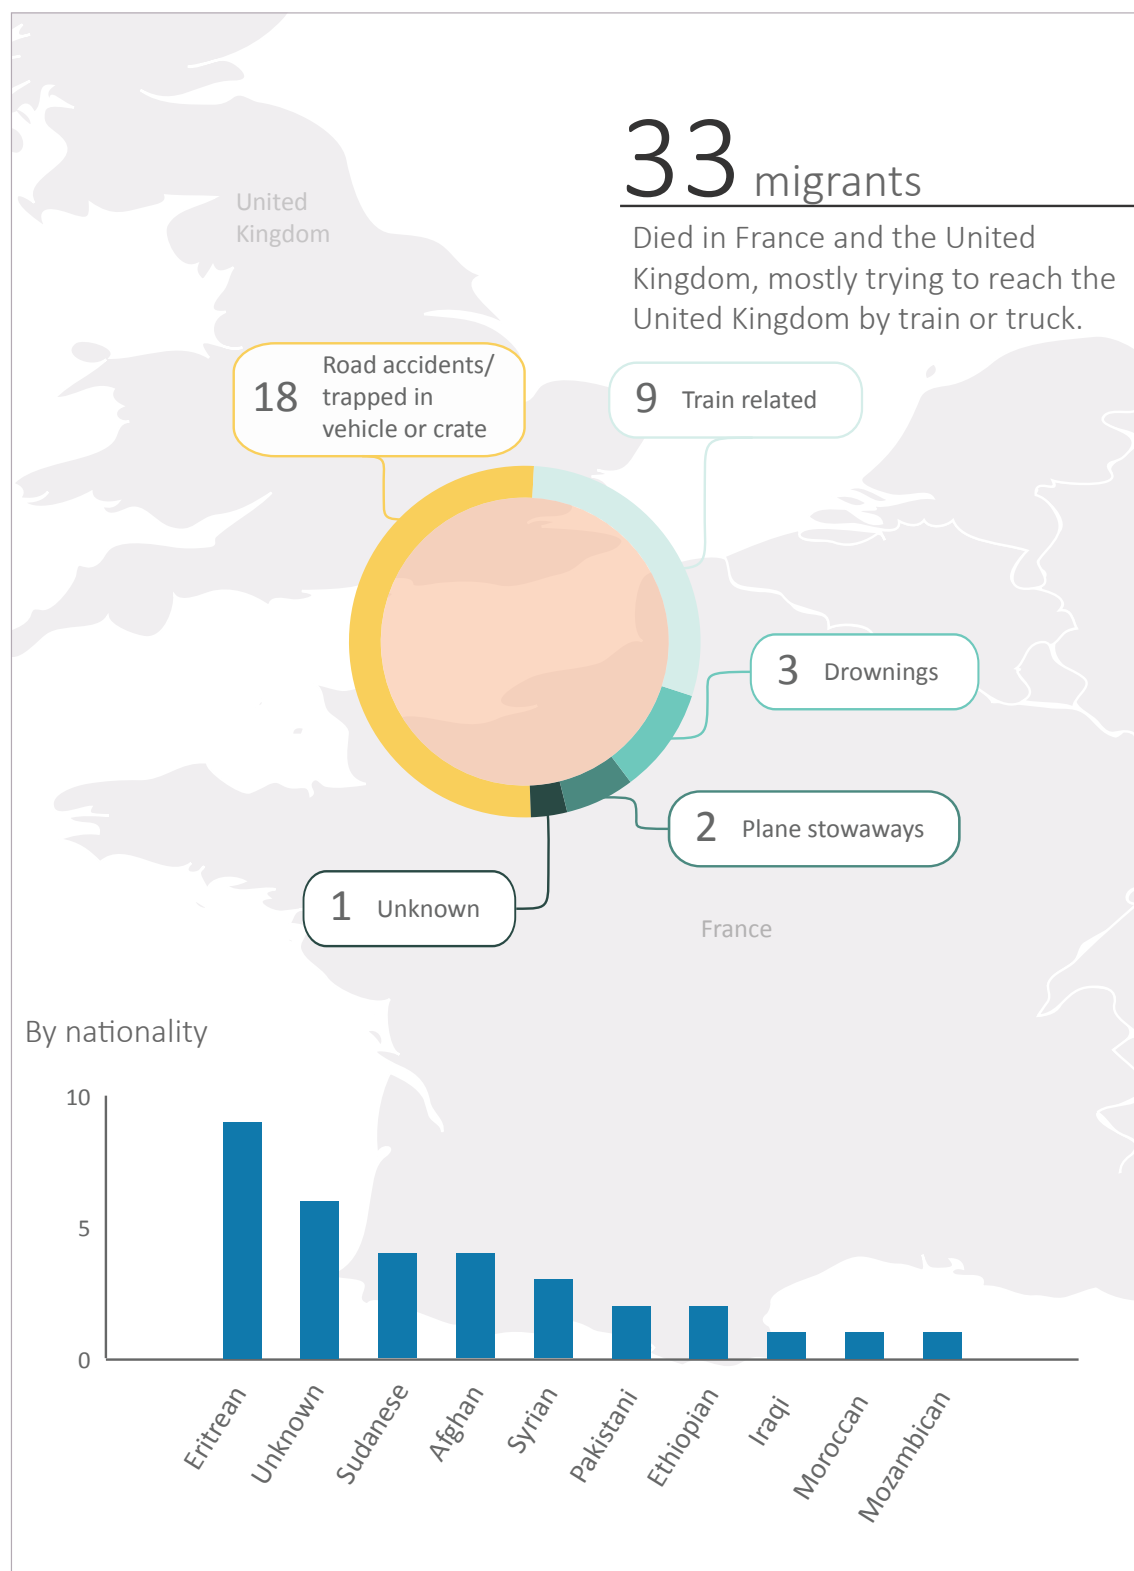 United
Kingdom
33 migrants
Died in France and the United
Kingdom, mostly trying to reach the
United Kingdom by train or truck.
18 Road accidents/
trapped in
vehicle or crate
9 Train related
3 Drownings
2 Plane stowaways
1 Unknown
France
By nationality
10
5
0
Eritrean
Unknown
Sudanese
Afghan
Syrian
Pakistani
Ethiopian
Iraqi
Moroccan
Mozambican